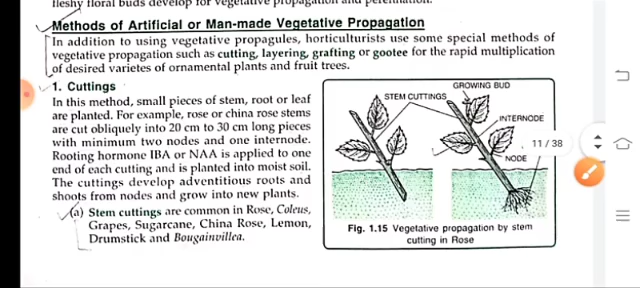 fleshy floral buds develop for vegetative propagation and perennation.
Methods of Artificial or Man-made Vegetative Propagation
In addition to using vegetative propagules, horticulturists use some special methods of
vegetative propagation such as cutting, layering, grafting or gootee for the rapid multiplication
of desired varietes of ornamental plants and fruit trees.
1. Cuttings
In this method, small pieces of stem, root or leaf
are planted. For example, rose or china rose stems
are cut obliquely into 20 cm to 30 cm long pieces
with minimum two nodes and one internode.
Rooting hormone IBA or NAA is applied to one
end of each cutting and is planted into moist soil.
The cuttings develop adventitious roots and
shoots from nodes and grow into new plants.
(a) Stem cuttings are common in Rose, Coleus,
Grapes, Sugarcane, China Rose, Lemon,
Drumstick and Bougainvillea.
GROWING BUD
STEM CUTTINGS
INTERNODE
NODE
Fig. 1.15 Vegetative propagation by stem
cutting in Rose
11 / 38